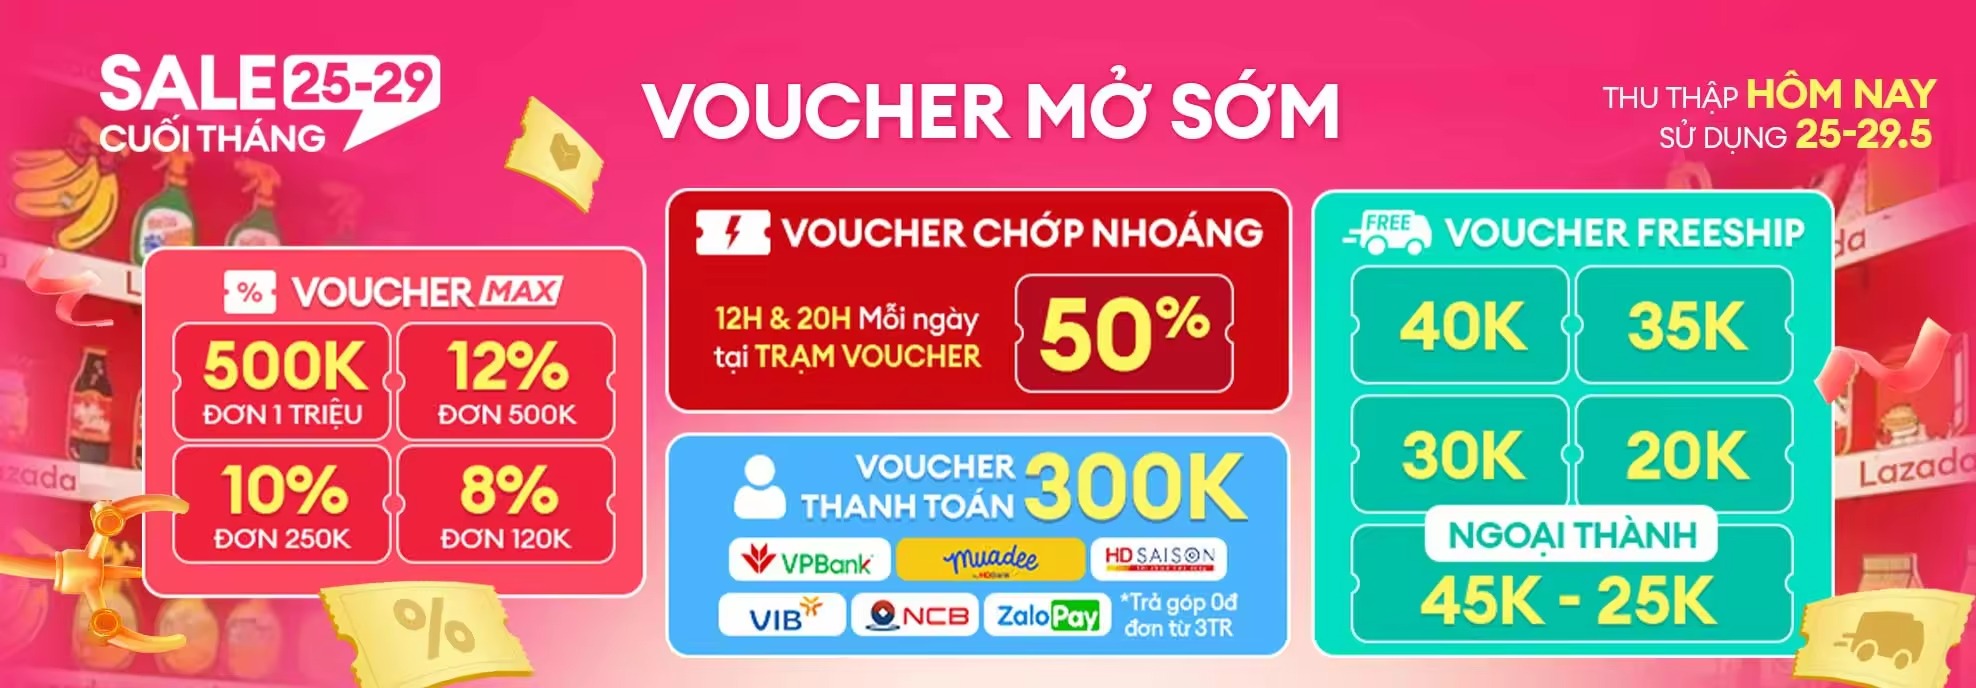 SALE 25-29
CUỐI THÁNG
VOUCHER MỞ SỚM
THU THẬP HÔM NAY
SỬ DỤNG 25-29.5
% VOUCHER MAX
500K
ĐƠN 1 TRIỆU
12%
ĐƠN 500K
10%
ĐƠN 250K
8%
ĐƠN 120K
VOUCHER CHỚP NHOÁNG
12H & 20H Mỗi ngày
tại TRẠM VOUCHER
50%
VOUCHER
THANH TOÁN
300K
VPBank
muadee
by HDBank
HD SAISON
VIB
NCB
ZaloPay
*Trả góp 0đ
đơn từ 3TR
FREE VOUCHER FREESHIP
40K
35K
30K
20K
NGOẠI THÀNH
45K - 25K
%
Lazada